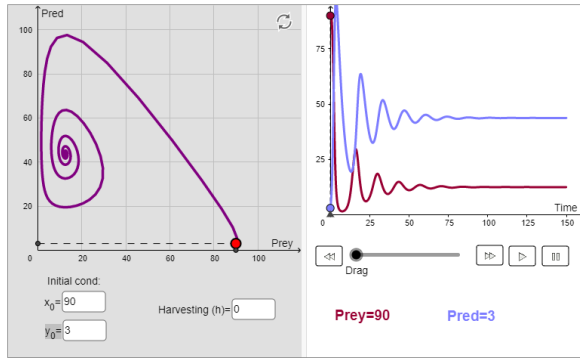 Pred
100
80
60
40
20
Prey
0 20 40 60 80 100
75
50
25
Time
0 25 50 75 100 125 150
Drag
Initial cond:
x0= 90
y0= 3
Harvesting (h)= 0
Prey=90 Pred=3